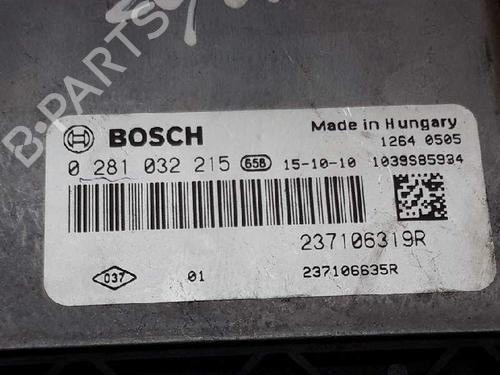 BOSCH
Made in Hungary
1264 0505
0 281 032 215 65B 15-10-10 1039S85934
237106319R
037 01 237106635R
B-PARTS